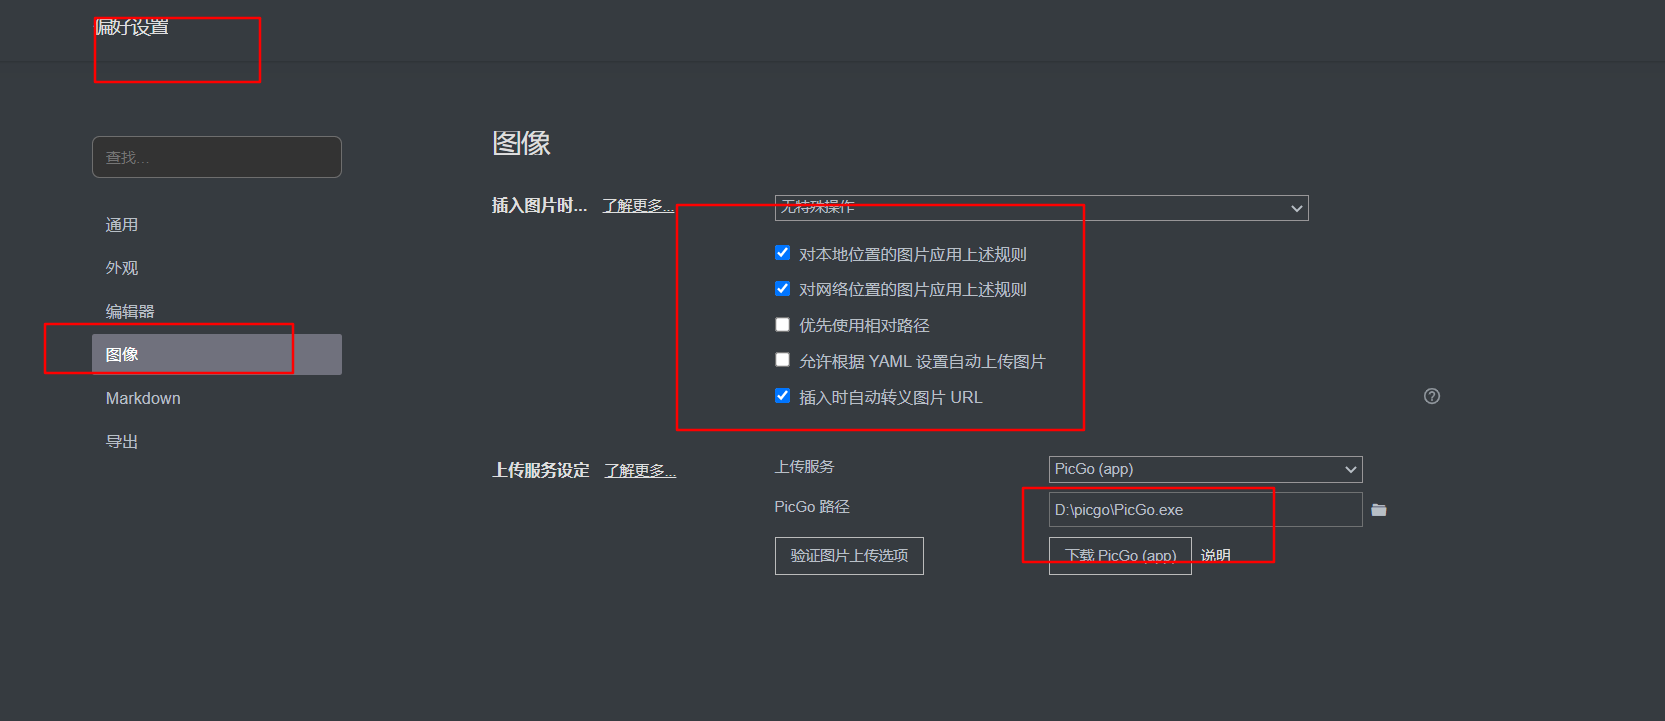 偏好设置
查找...
通用
外观
编辑器
图像
Markdown
导出
图像
插入图片时... 了解更多...
无特殊操作
对本地位置的图片应用上述规则
对网络位置的图片应用上述规则
优先使用相对路径
允许根据 YAML 设置自动上传图片
插入时自动转义图片 URL
上传服务设定 了解更多...
上传服务 PicGo (app)
PicGo 路径 D:\picgo\PicGo.exe
验证图片上传选项 下载 PicGo (app) 说明